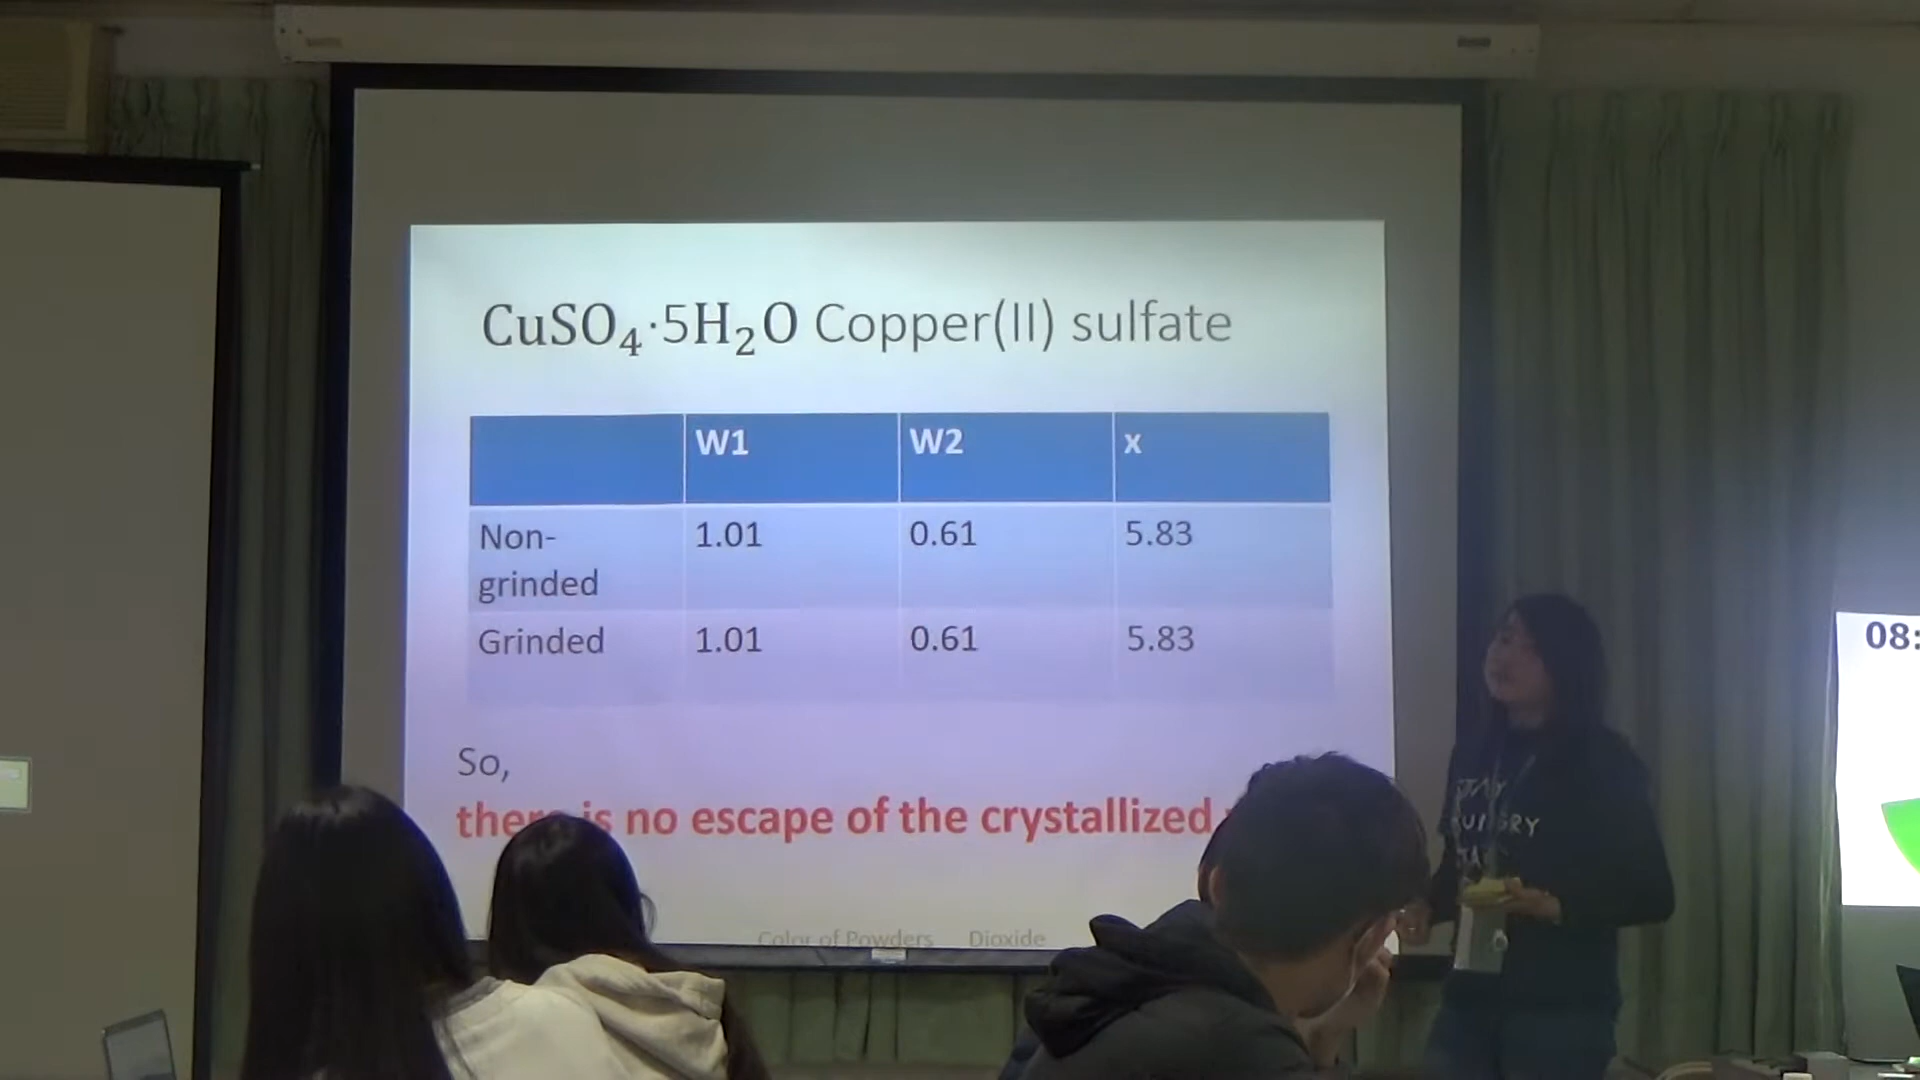 CuSO₄·5H₂O Copper(II) sulfate
W1 W2 x
Non-
grinded 1.01 0.61 5.83
Grinded 1.01 0.61 5.83
So,
there is no escape of the crystallized
Color of Powders Dioxide
08: